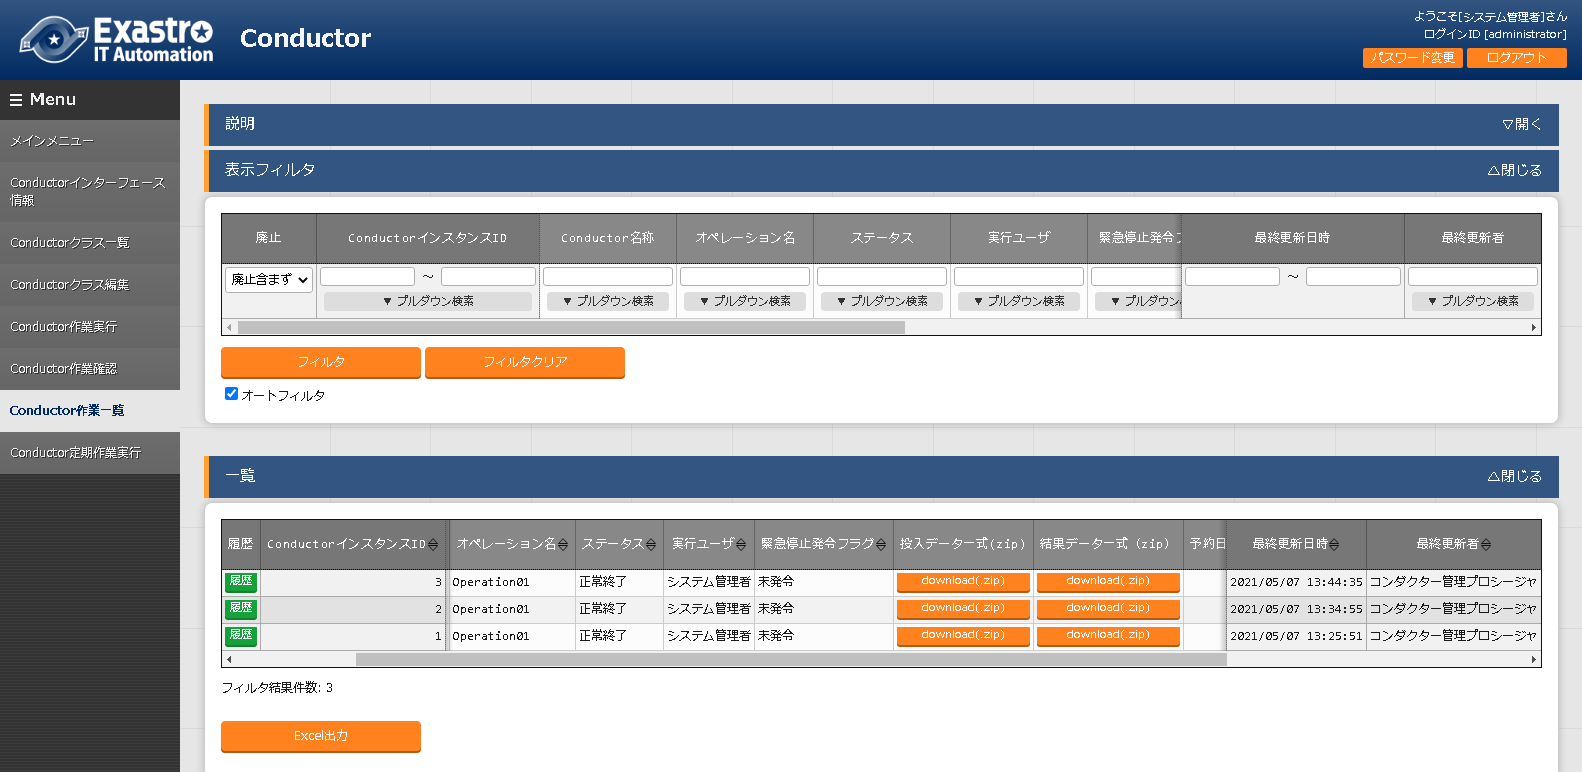 Exastro
IT Automation
Conductor
ようこそ[システム管理者]さん
ログインID [administrator]
パスワード変更 ログアウト
Menu
メインメニュー
Conductorインターフェース
情報
Conductorクラス一覧
Conductorクラス編集
Conductor作業実行
Conductor作業確認
Conductor作業一覧
Conductor定期作業実行
説明 ▽開く
表示フィルタ △閉じる
廃止 ConductorインスタンスID Conductor名称 オペレーション名 ステータス 実行ユーザ 緊急停止発令フ 最終更新日時 最終更新者
廃止含まず ～ ～
▼ プルダウン検索 ▼ プルダウン検索 ▼ プルダウン検索 ▼ プルダウン検索 ▼ プルダウン検索 ▼ プルダウン ▼ プルダウン検索
フィルタ フィルタクリア
オートフィルタ
一覧 △閉じる
履歴 ConductorインスタンスID オペレーション名 ステータス 実行ユーザ 緊急停止発令フラグ 投入データ一式(zip) 結果データ一式 (zip) 予約日 最終更新日時 最終更新者
履歴 3 Operation01 正常終了 システム管理者 未発令 download(.zip) download(.zip) 2021/05/07 13:44:35 コンダクター管理プロシージャ
履歴 2 Operation01 正常終了 システム管理者 未発令 download(.zip) download(.zip) 2021/05/07 13:34:55 コンダクター管理プロシージャ
履歴 1 Operation01 正常終了 システム管理者 未発令 download(.zip) download(.zip) 2021/05/07 13:25:51 コンダクター管理プロシージャ
フィルタ結果件数: 3
Excel出力